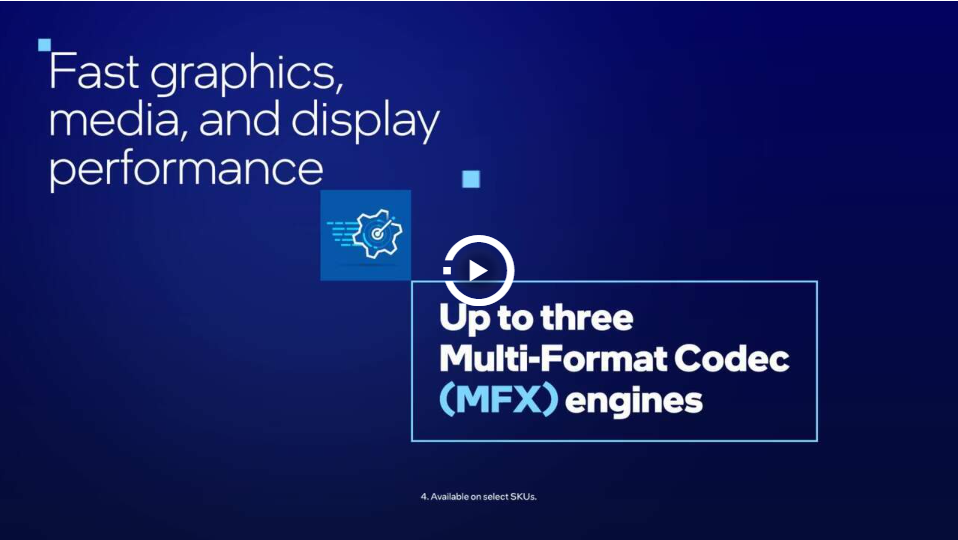 Fast graphics,
media, and display
performance
Up to three
Multi-Format Codec
(MFX) engines
4. Available on select SKUs.